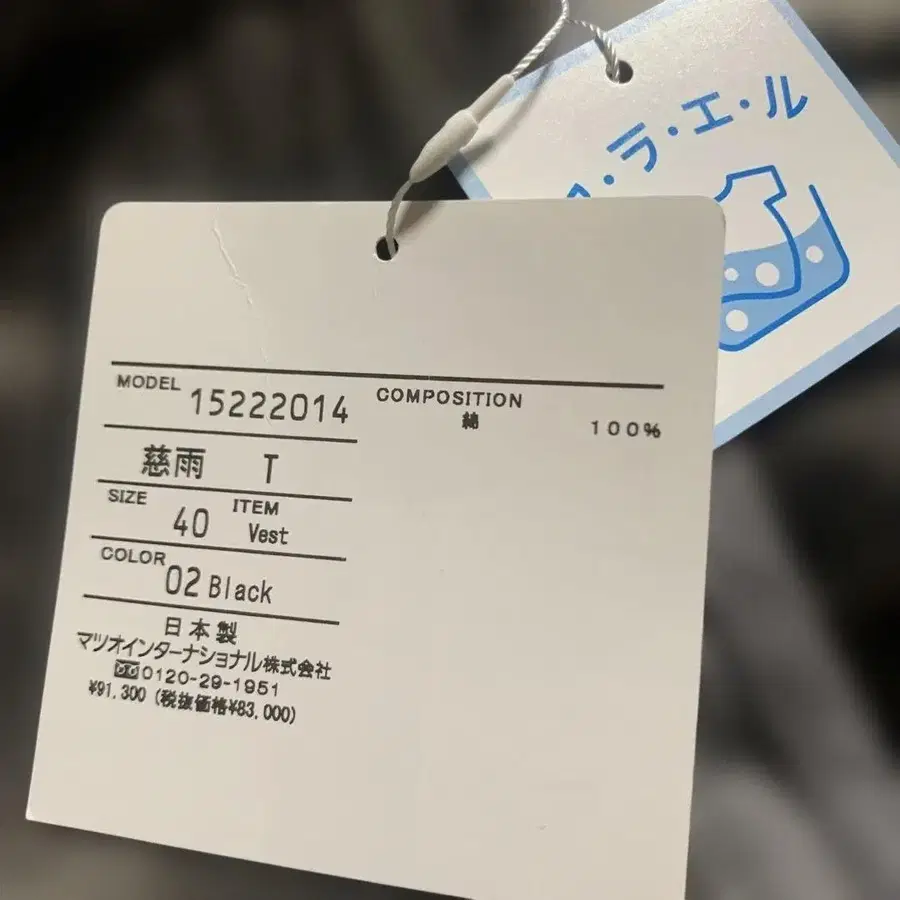 ・ラ・エ・ル
MODEL 15222014
COMPOSITION
綿 100%
慈雨 T
SIZE 40 ITEM Vest
COLOR 02 Black
日本製
マツオインターナショナル株式会社
0120-29-1951
¥91,300 (税抜価格¥83,000)